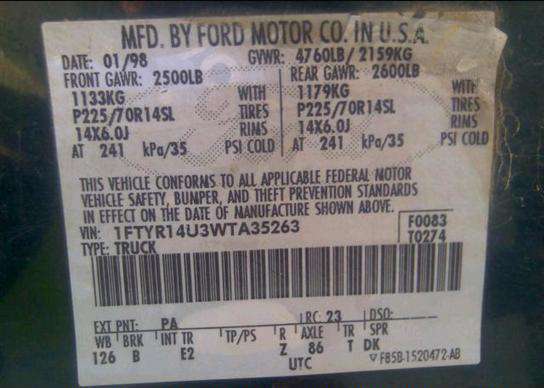 MFD. BY FORD MOTOR CO. IN U.S.A.
DATE: 01/98 GVWR: 4760LB/ 2159KG
FRONT GAWR: 2500LB REAR GAWR: 2600LB
1133KG WITH 1179KG WITH
P225/70R14SL TIRES P225/70R14SL TIRES
14X6.0J RIMS 14X6.0J RIMS
AT 241 kPa/35 PSI COLD AT 241 kPa/35 PSI COLD
THIS VEHICLE CONFORMS TO ALL APPLICABLE FEDERAL MOTOR
VEHICLE SAFETY, BUMPER, AND THEFT PREVENTION STANDARDS
IN EFFECT ON THE DATE OF MANUFACTURE SHOWN ABOVE.
VIN: 1FTYR14U3WTA35263 F0083
TYPE: TRUCK T0274
EXT PNT: PA RC: 23 DSO:
WB BRK INT TR TP/PS R AXLE TR SPR
126 B E2 Z 86 T DK
UTC F85B-1520472-AB